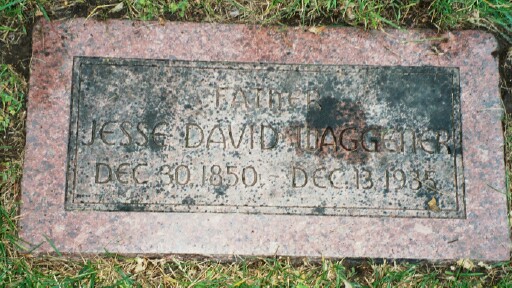 FATHER
JESSE DAVID WAGGENER
DEC. 30 1850 - DEC. 13 1935